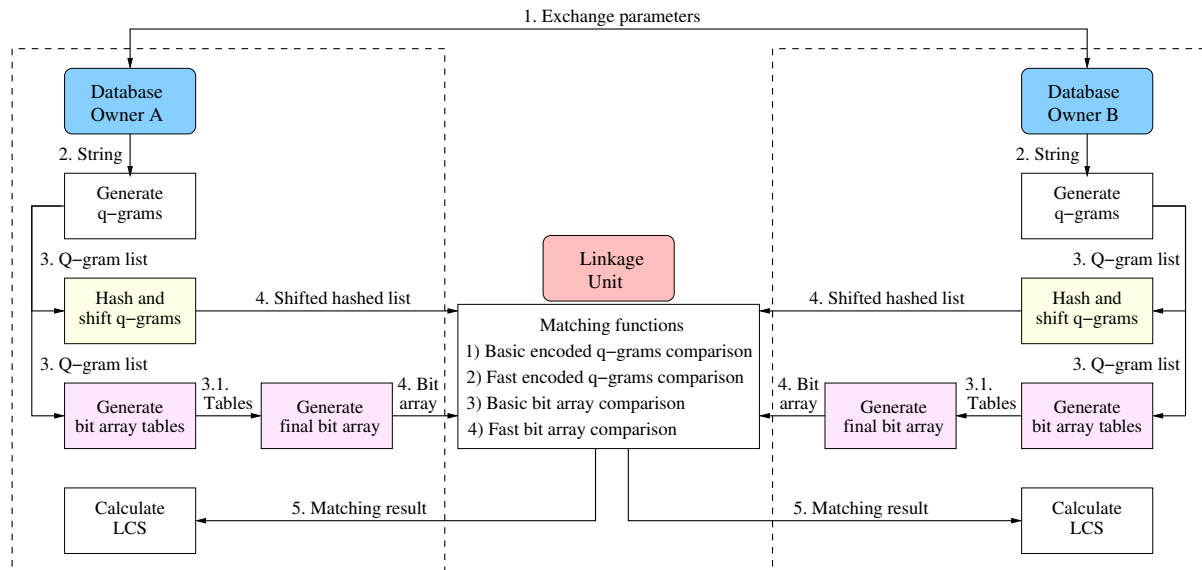 1. Exchange parameters
Database
Owner A
Database
Owner B
2. String
2. String
Generate
q−grams
Generate
q−grams
3. Q−gram list
Linkage
Unit
3. Q−gram list
Hash and
shift q−grams
4. Shifted hashed list
4. Shifted hashed list
Hash and
shift q−grams
Matching functions
1) Basic encoded q−grams comparison
2) Fast encoded q−grams comparison
3) Basic bit array comparison
4) Fast bit array comparison
3. Q−gram list
3. Q−gram list
Generate
bit array tables
3.1.
Tables
Generate
final bit array
4. Bit
array
4. Bit
array
Generate
final bit array
3.1.
Tables
Generate
bit array tables
Calculate
LCS
5. Matching result
5. Matching result
Calculate
LCS